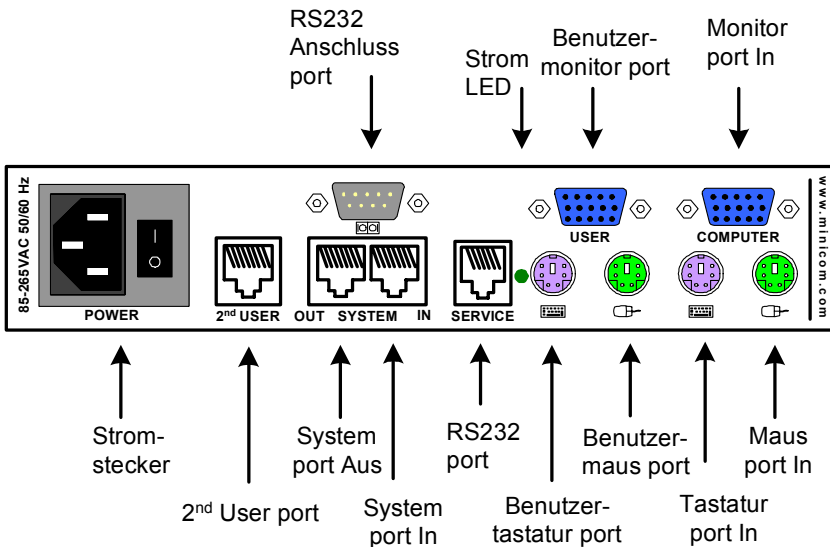 RS232
Anschluss
port
Strom
LED
Benutzer-
monitor port
Monitor
port In
85-265VAC 50/60 Hz
POWER
2nd USER
OUT SYSTEM IN
SERVICE
USER
COMPUTER
www.minicom.com
Strom-
stecker
2nd User port
System
port Aus
System
port In
RS232
port
Benutzer-
tastatur port
Benutzer-
maus port
Tastatur
port In
Maus
port In